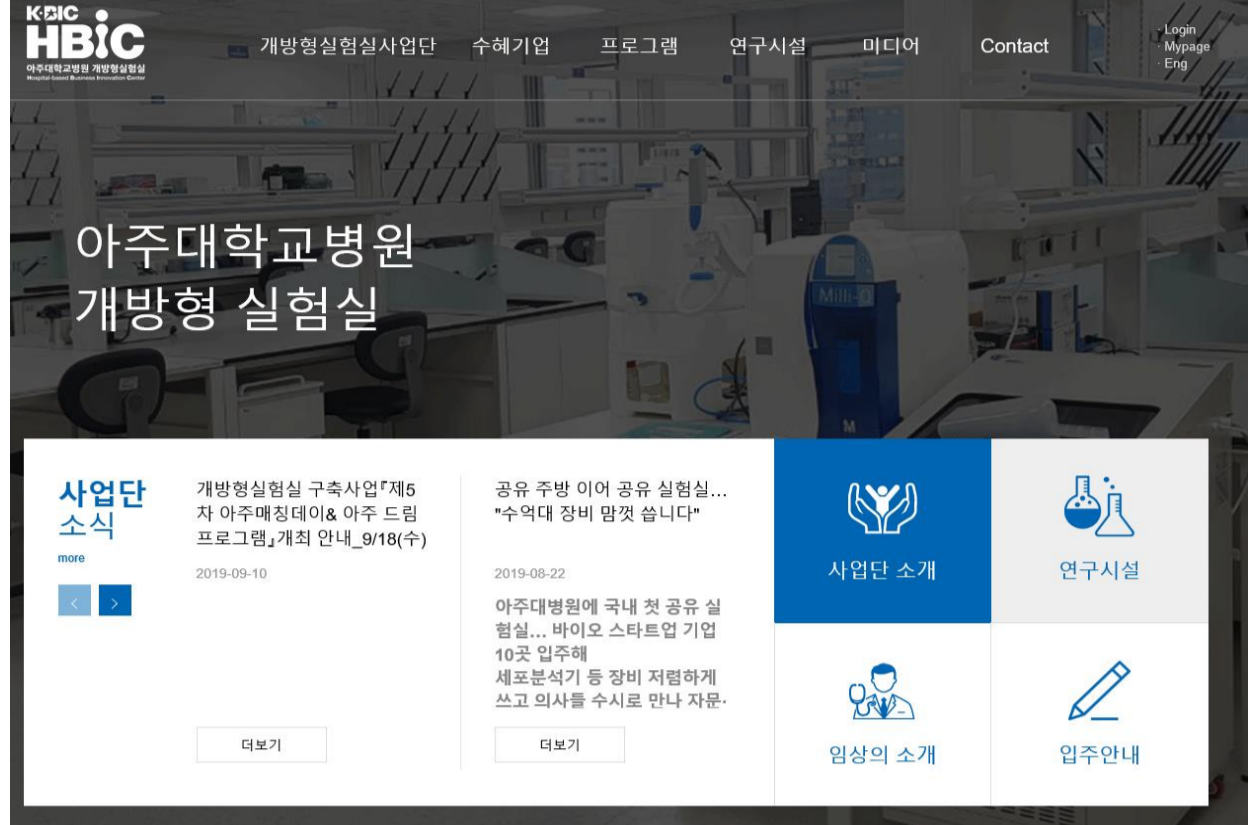 K·BIC
HBiC
아주대학교병원 개방형실험실
Hospital-based Business Innovation Center
개방형실험실사업단
수혜기업
프로그램
연구시설
미디어
Contact
· Login
· Mypage
· Eng
아주대학교병원
개방형 실험실
Milli-Q
M
사업단
소식
more
< >
개방형실험실 구축사업『제5
차 아주매칭데이& 아주 드림
프로그램』개최 안내_9/18(수)
2019-09-10
더보기
공유 주방 이어 공유 실험실...
"수억대 장비 맘껏 씁니다"
2019-08-22
아주대병원에 국내 첫 공유 실
험실... 바이오 스타트업 기업
10곳 입주해
세포분석기 등 장비 저렴하게
쓰고 의사들 수시로 만나 자문·
더보기
사업단 소개
연구시설
임상의 소개
입주안내